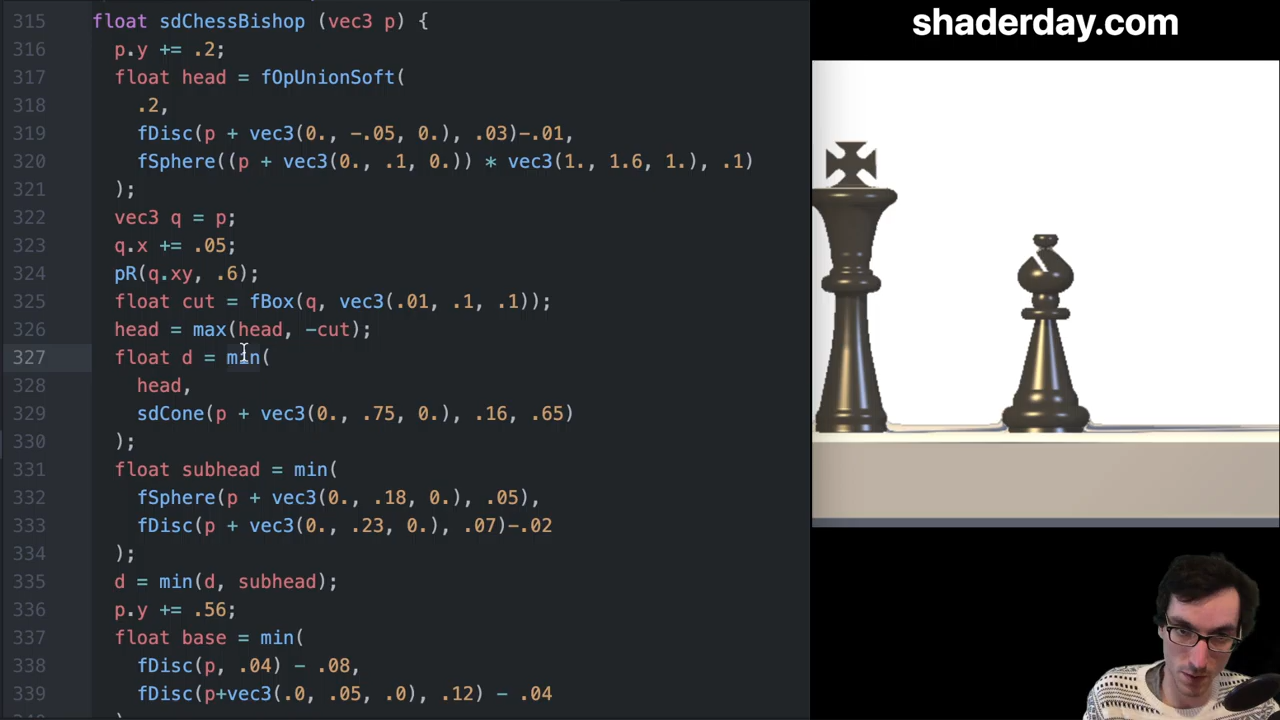 315 float sdChessBishop (vec3 p) {
316 p.y += .2;
317 float head = fOpUnionSoft(
318 .2,
319 fDisc(p + vec3(0., -.05, 0.), .03)-.01,
320 fSphere((p + vec3(0., .1, 0.)) * vec3(1., 1.6, 1.), .1)
321 );
322 vec3 q = p;
323 q.x += .05;
324 pR(q.xy, .6);
325 float cut = fBox(q, vec3(.01, .1, .1));
326 head = max(head, -cut);
327 float d = min(
328 head,
329 sdCone(p + vec3(0., .75, 0.), .16, .65)
330 );
331 float subhead = min(
332 fSphere(p + vec3(0., .18, 0.), .05),
333 fDisc(p + vec3(0., .23, 0.), .07)-.02
334 );
335 d = min(d, subhead);
336 p.y += .56;
337 float base = min(
338 fDisc(p, .04) - .08,
339 fDisc(p+vec3(.0, .05, .0), .12) - .04
shaderday.com